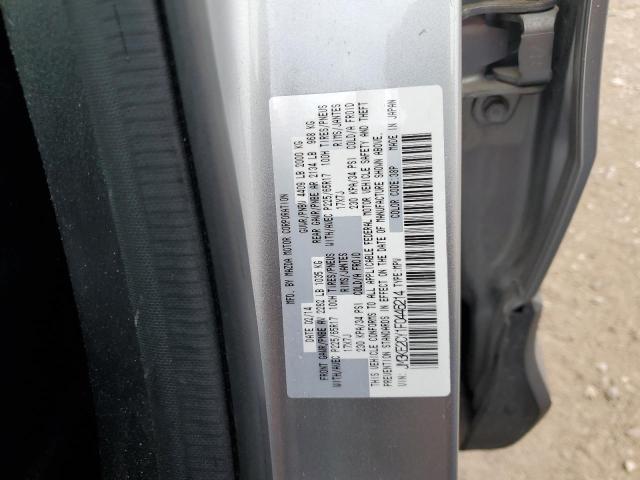 MFD. BY MAZDA MOTOR CORPORATION
DATE 02/14 GVWR/PNBV 4409 LB 2000 KG
FRONT GAWR/PNBE AV 2282 LB 1035 KG REAR GAWR/PNBE AR 2134 LB 968 KG
WITH/AVEC P225/65R17 100H TIRES/PNEUS WITH/AVEC P225/65R17 100H TIRES/PNEUS
17X7J RIMS/JANTES 17X7J RIMS/JANTES
230 KPA/34 PSI COLD/A FROID 230 KPA/34 PSI COLD/A FROID
THIS VEHICLE CONFORMS TO ALL APPLICABLE FEDERAL MOTOR VEHICLE SAFETY AND THEFT
PREVENTION STANDARDS IN EFFECT ON THE DATE OF MANUFACTURE SHOWN ABOVE.
COLOR CODE: 38P MADE IN JAPAN
VIN: JM3KE2CY1F0446214 TYPE:MPV